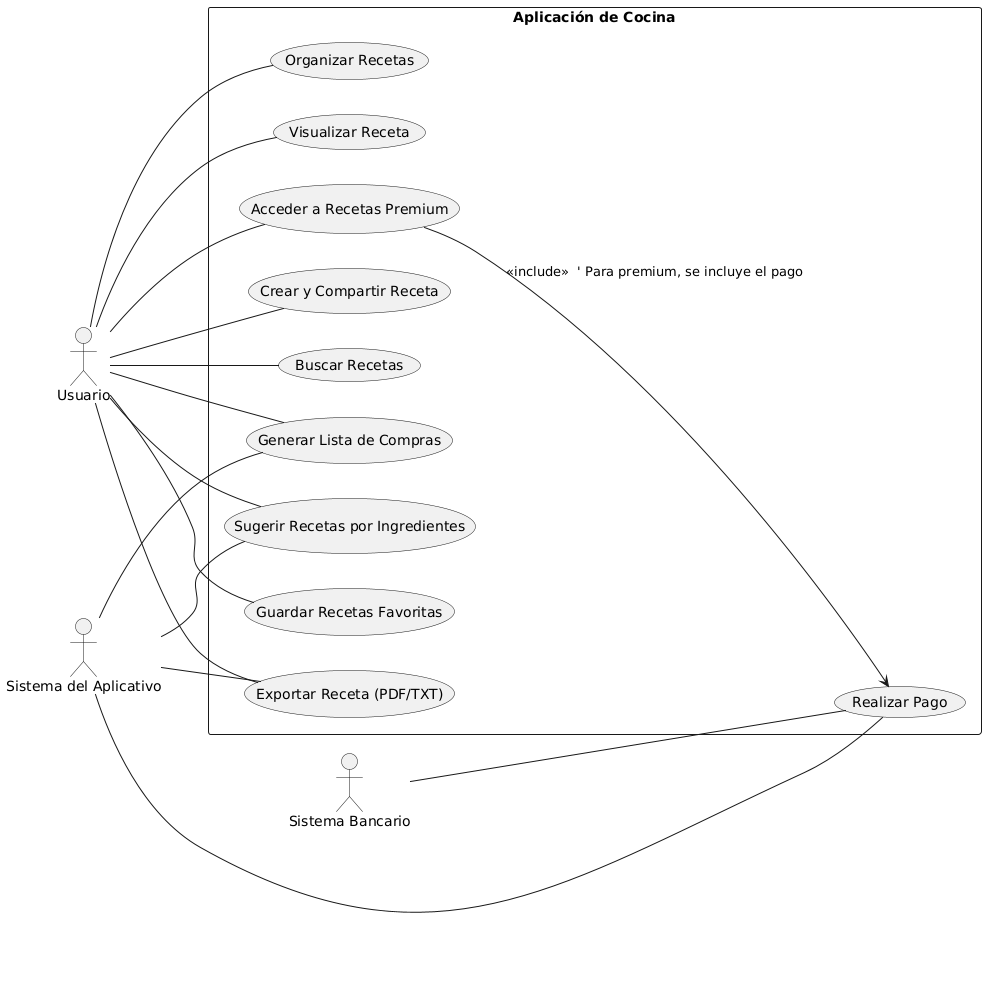 Aplicación de Cocina
Organizar Recetas
Visualizar Receta
Acceder a Recetas Premium
«include»  ' Para premium, se incluye el pago
Crear y Compartir Receta
Buscar Recetas
Usuario
Generar Lista de Compras
Sugerir Recetas por Ingredientes
Guardar Recetas Favoritas
Sistema del Aplicativo
Exportar Receta (PDF/TXT)
Realizar Pago
Sistema Bancario